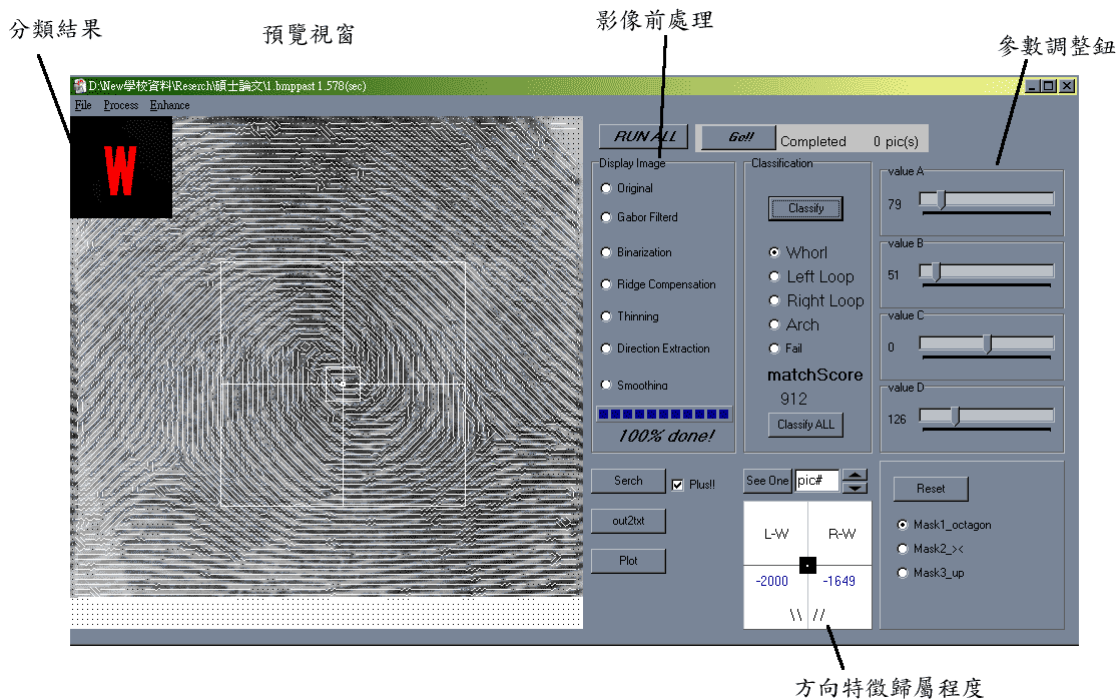 分類結果
預覽視窗
影像前處理
參數調整鈕
D:\New學校資料\Reserch\碩士論文\1.bmppast 1.578(sec)
File Process Enhance
W
RUN ALL
Go!!
Completed 0 pic(s)
Display Image
Original
Gabor Filterd
Binarization
Ridge Compensation
Thinning
Direction Extraction
Smoothing
100% done!
Classification
Classify
Whorl
Left Loop
Right Loop
Arch
Fail
matchScore
912
Classify ALL
value A
79
value B
51
value C
0
value D
126
Serch
Plus!!
out2txt
Plot
See One pic#
L-W R-W
-2000 -1649
\\ //
Reset
Mask1_octagon
Mask2_><
Mask3_up
方向特徵歸屬程度